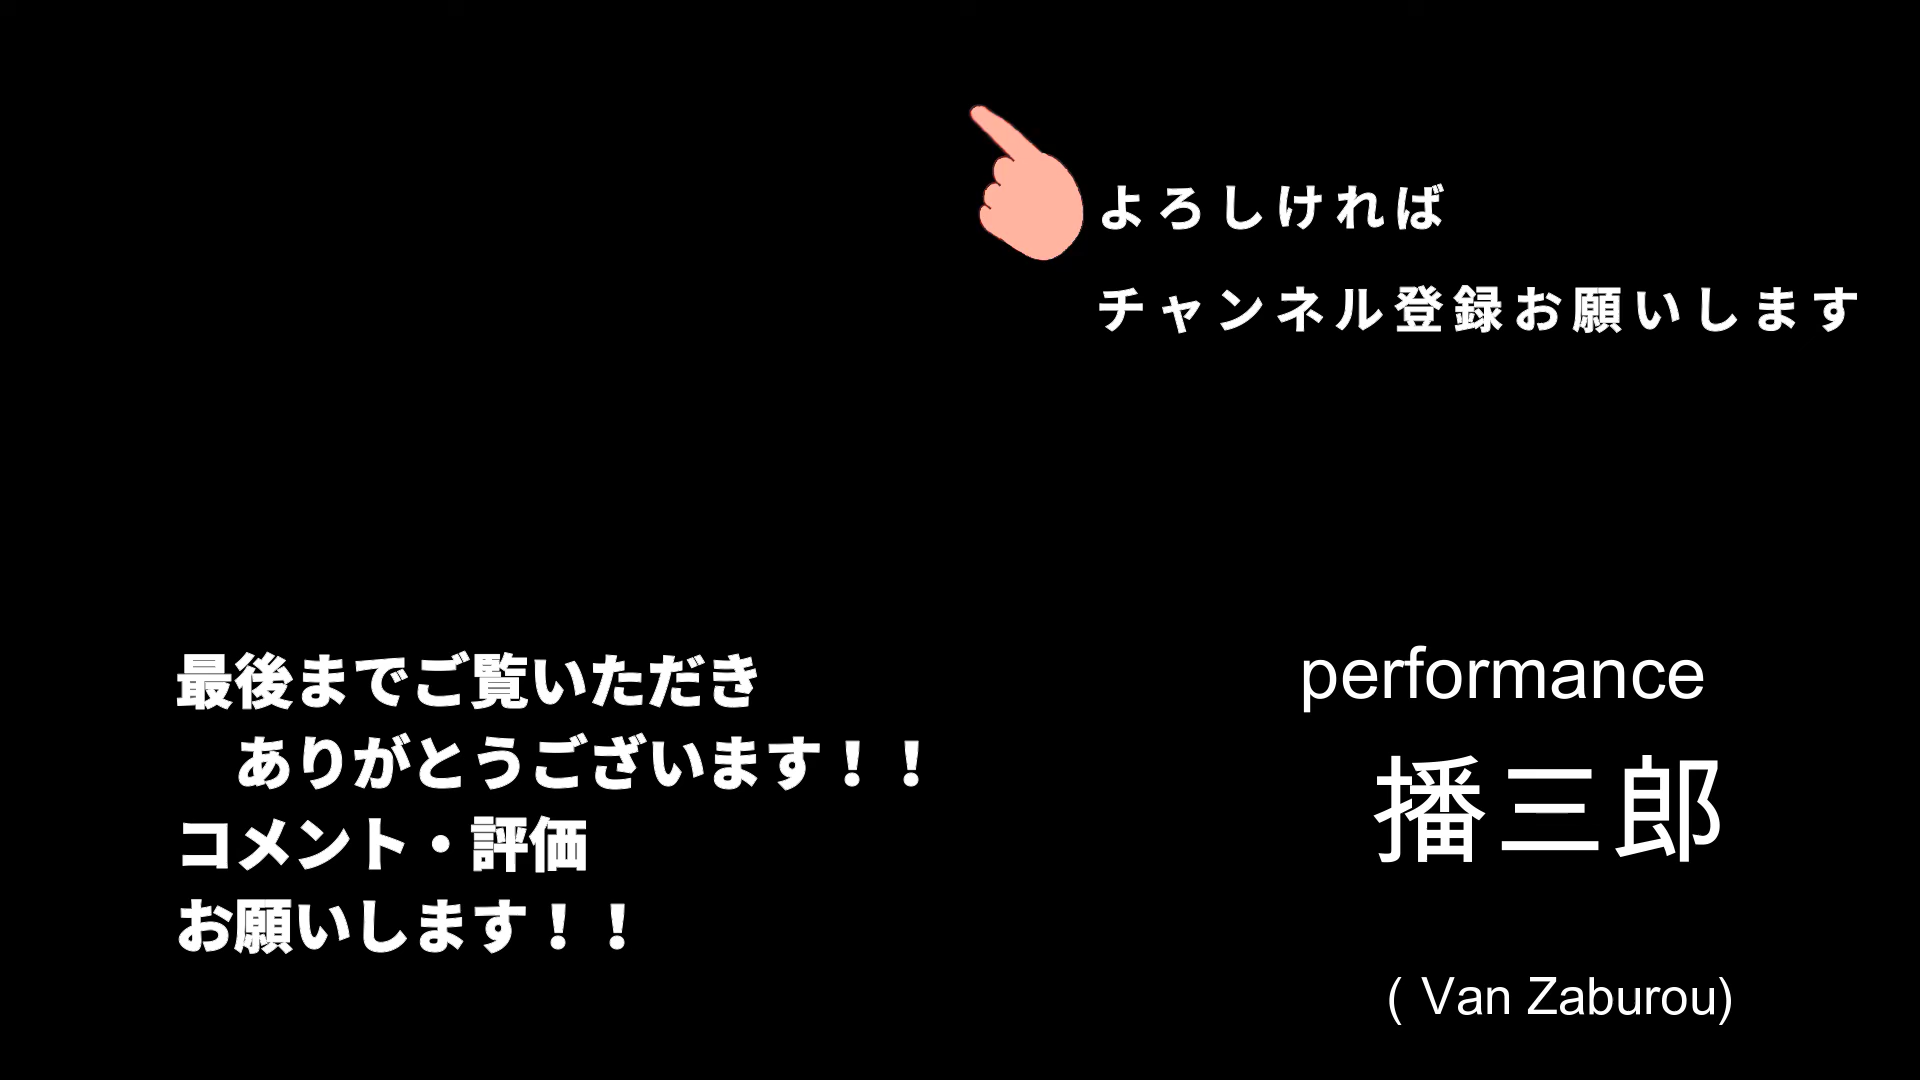 よろしければ
チャンネル登録お願いします
最後までご覧いただき
ありがとうございます！！
コメント・評価
お願いします！！
performance
播三郎
( Van Zaburou)